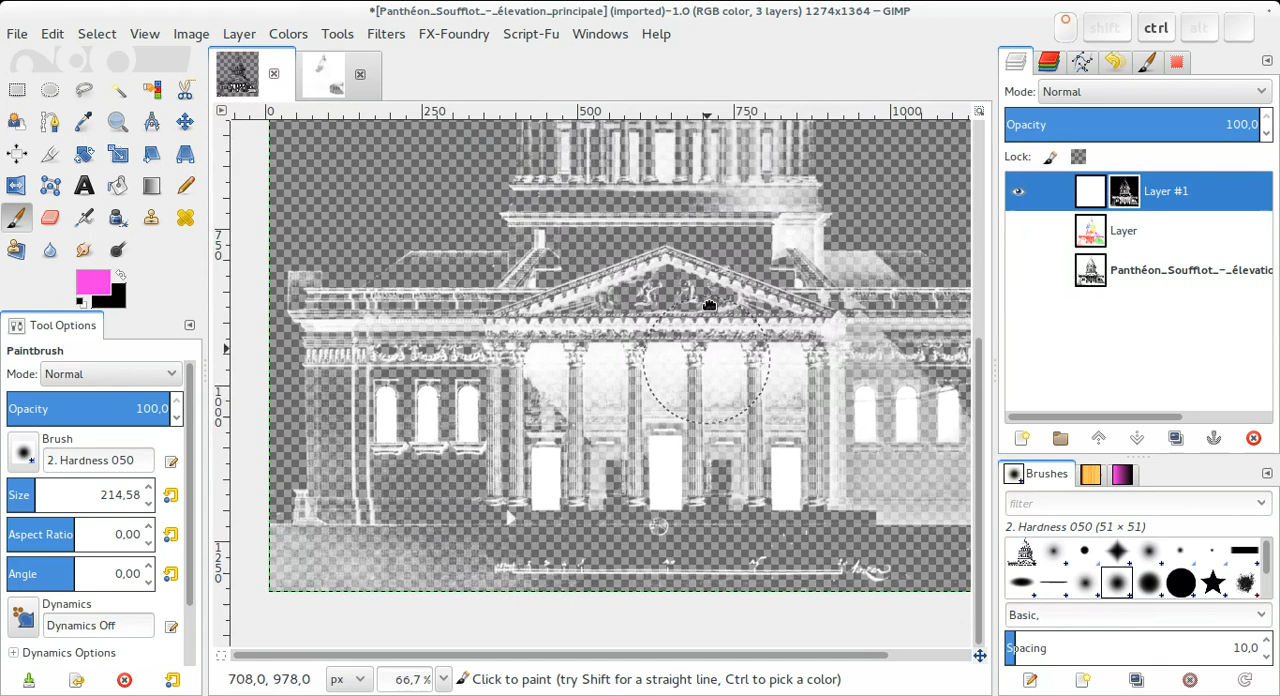 *[Panthéon_Soufflot_-_élévation_principale] (imported)-1.0 (RGB color, 3 layers) 1274x1364 – GIMP
File Edit Select View Image Layer Colors Tools Filters FX-Foundry Script-Fu Windows Help
shift ctrl alt
Mode: Normal
Opacity 100,0
Lock:
Layer #1
Layer
Panthéon_Soufflot_-_élévatio
0 250 500 750 1000
750
1000
1250
Tool Options
Paintbrush
Mode: Normal
Opacity 100,0
Brush
2. Hardness 050
Size 214,58
Aspect Ratio 0,00
Angle 0,00
Dynamics
Dynamics Off
Dynamics Options
Brushes
filter
2. Hardness 050 (51 × 51)
Basic,
Spacing 10,0
708,0, 978,0 px 66,7 % Click to paint (try Shift for a straight line, Ctrl to pick a color)